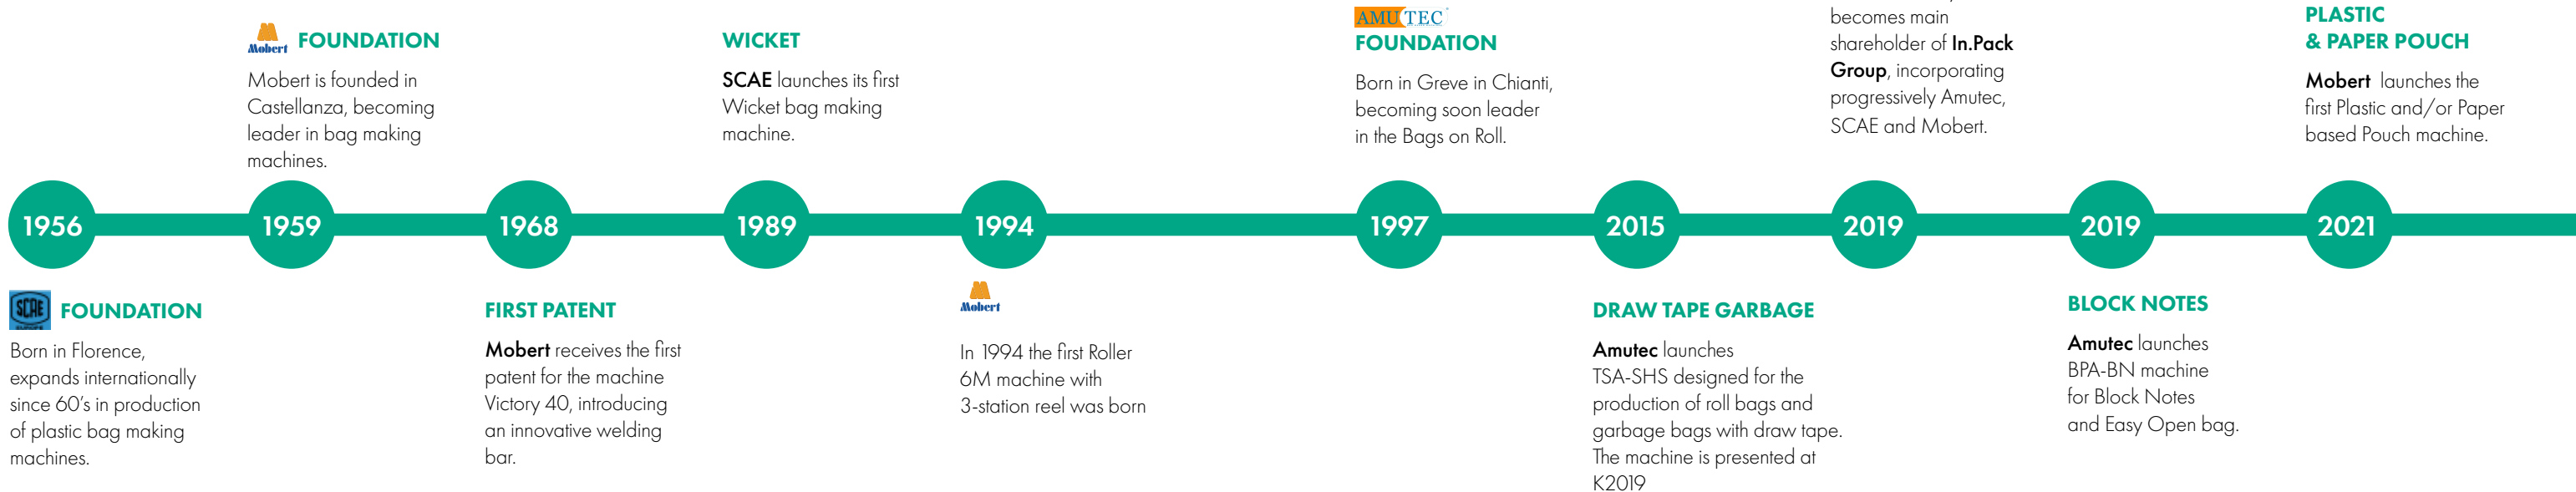 Mobert FOUNDATION
Mobert is founded in
Castellanza, becoming
leader in bag making
machines.
WICKET
SCAE launches its first
Wicket bag making
machine.
AMUTEC
FOUNDATION
Born in Greve in Chianti,
becoming soon leader
in the Bags on Roll.
becomes main
shareholder of In.Pack
Group, incorporating
progressively Amutec,
SCAE and Mobert.
PLASTIC
& PAPER POUCH
Mobert launches the
first Plastic and/or Paper
based Pouch machine.
1956
1959
1968
1989
1994
1997
2015
2019
2019
2021
SCAE FOUNDATION
Born in Florence,
expands internationally
since 60's in production
of plastic bag making
machines.
FIRST PATENT
Mobert receives the first
patent for the machine
Victory 40, introducing
an innovative welding
bar.
Mobert
In 1994 the first Roller
6M machine with
3-station reel was born
DRAW TAPE GARBAGE
Amutec launches
TSA-SHS designed for the
production of roll bags and
garbage bags with draw tape.
The machine is presented at
K2019
BLOCK NOTES
Amutec launches
BPA-BN machine
for Block Notes
and Easy Open bag.